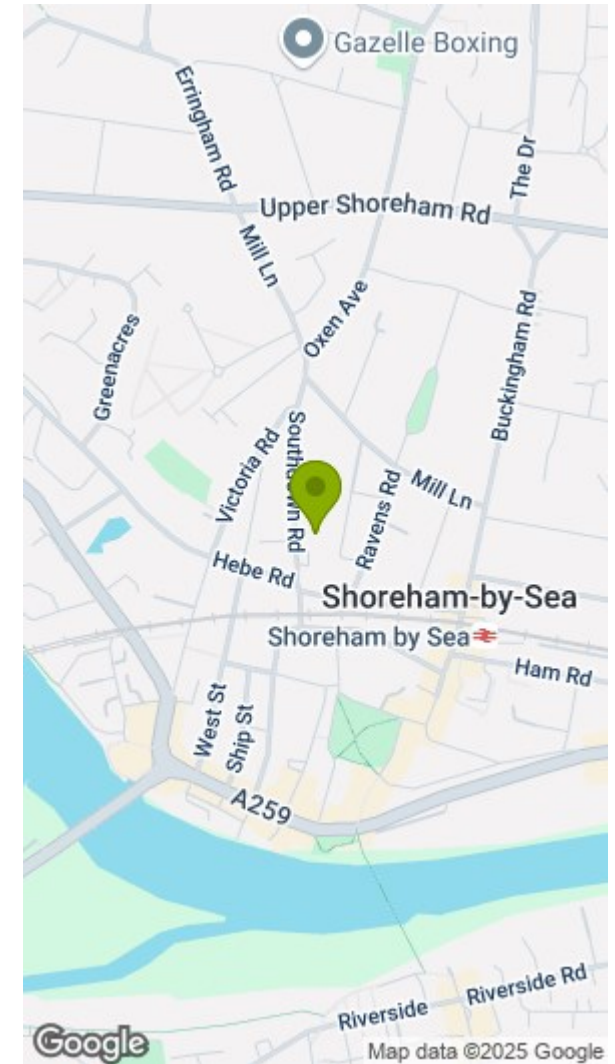 Gazelle Boxing
Erringham Rd
The Dr
Upper Shoreham Rd
Mill Ln
Oxen Ave
Greenacres
Buckingham Rd
Victoria Rd
Southdown Rd
Ravens Rd
Mill Ln
Hebe Rd
Shoreham-by-Sea
Shoreham by Sea
Ham Rd
West St
Ship St
A259
Riverside Rd
Riverside
Google
Map data ©2025 Google